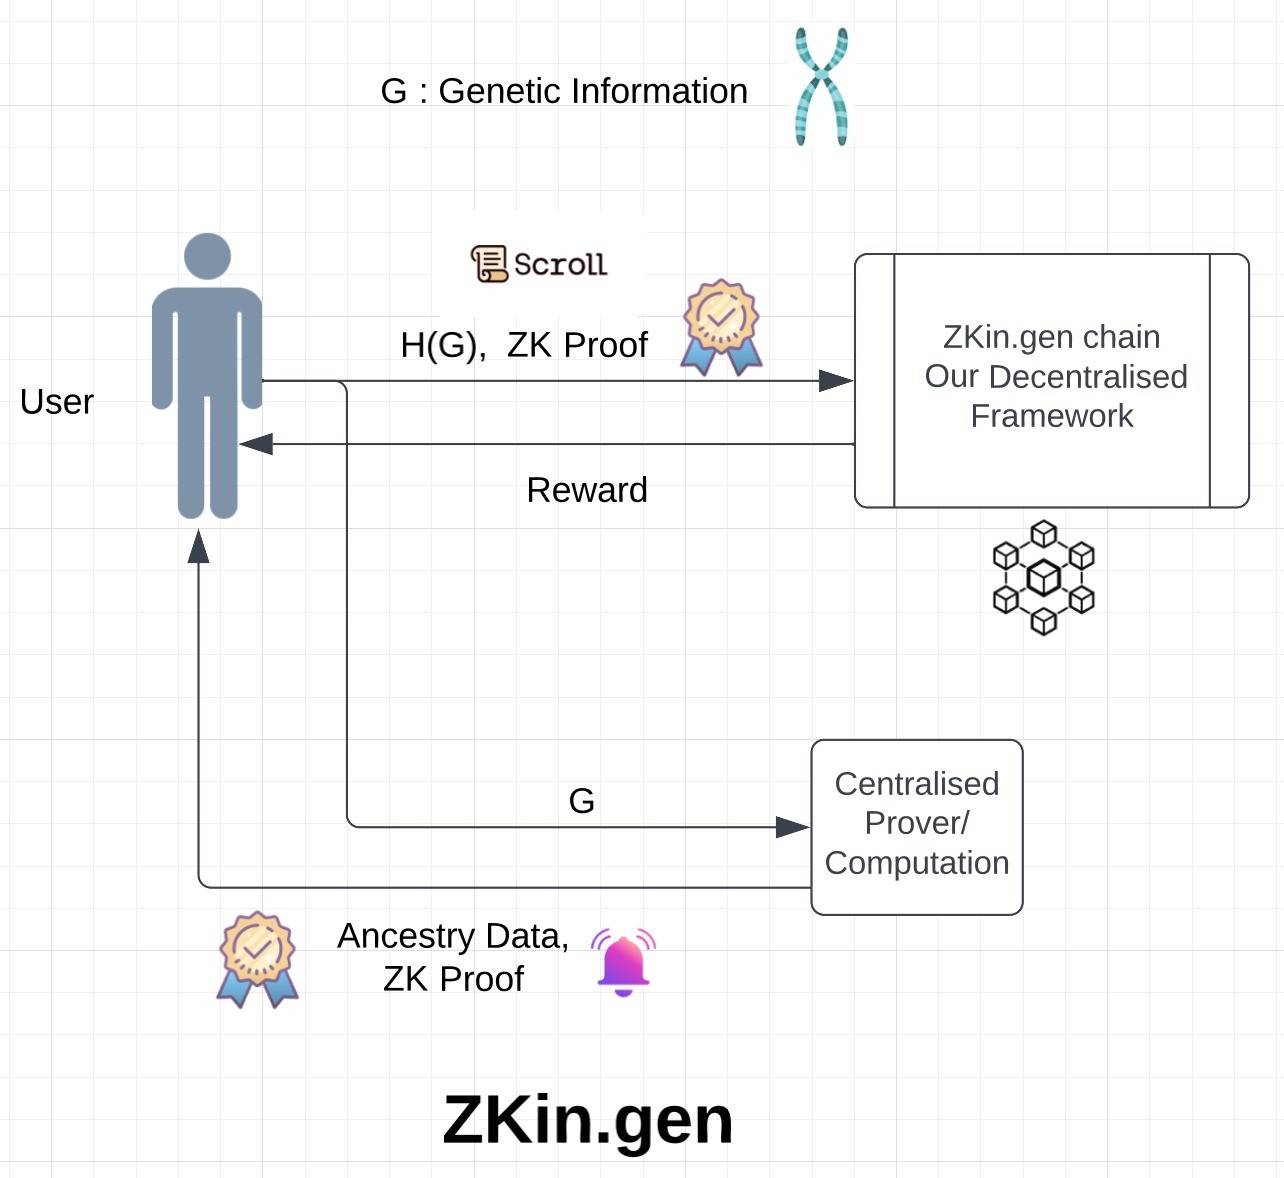 G : Genetic Information
Scroll
H(G),  ZK Proof
ZKin.gen chain
Our Decentralised
Framework
User
Reward
G
Centralised
Prover/
Computation
Ancestry Data,
ZK Proof
ZKin.gen